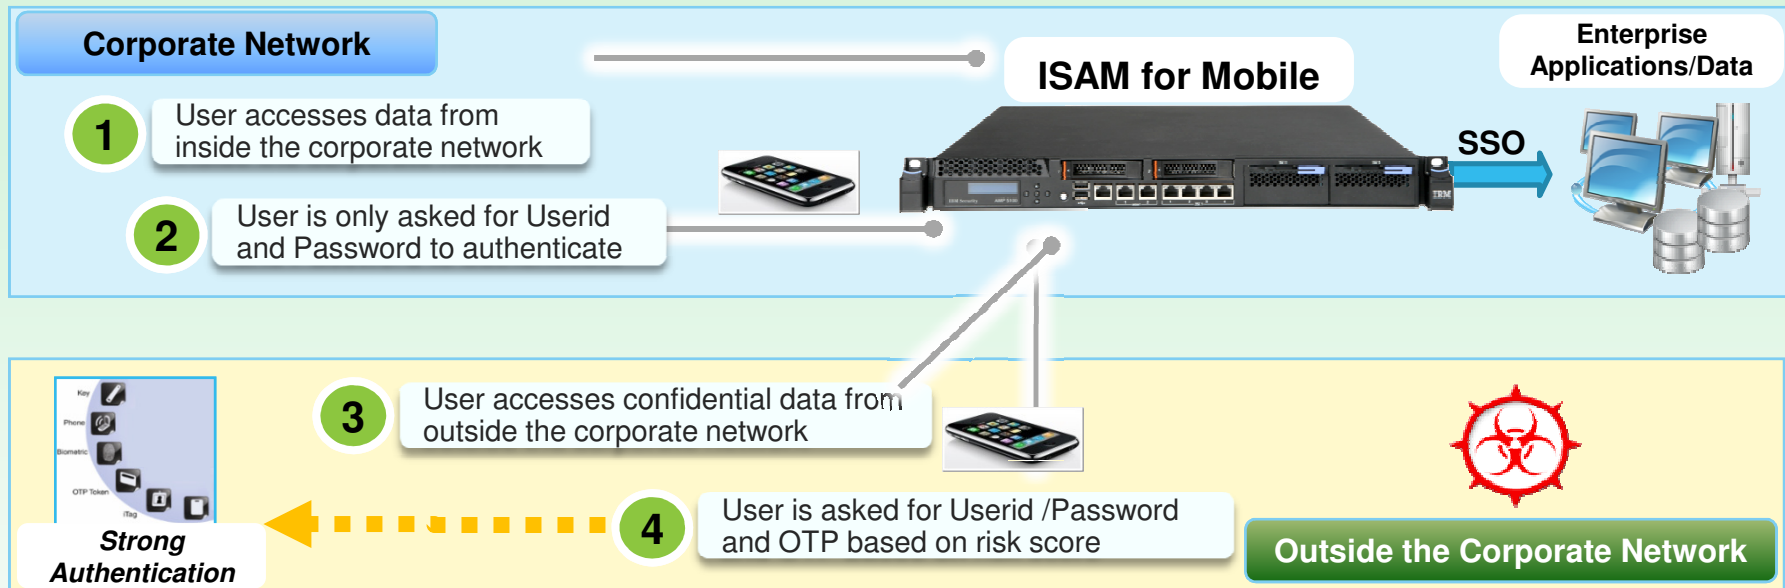 Corporate Network
Enterprise
Applications/Data
ISAM for Mobile
1
User accesses data from
inside the corporate network
SSO
2
User is only asked for Userid
and Password to authenticate
IBM
Key
Phone
Biometric
OTP Token
iTag
Strong
Authentication
3
User accesses confidential data from
outside the corporate network
4
User is asked for Userid /Password
and OTP based on risk score
Outside the Corporate Network